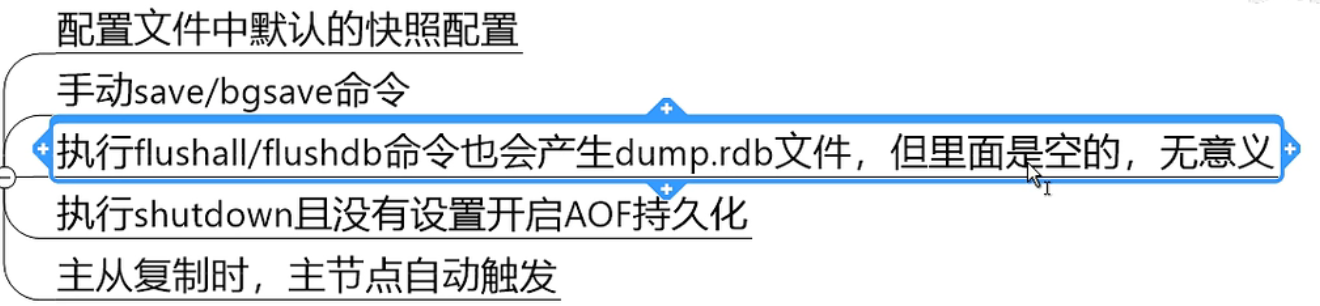 配置文件中默认的快照配置
手动save/bgsave命令
执行flushall/flushdb命令也会产生dump.rdb文件，但里面是空的，无意义
执行shutdown且没有设置开启AOF持久化
主从复制时，主节点自动触发